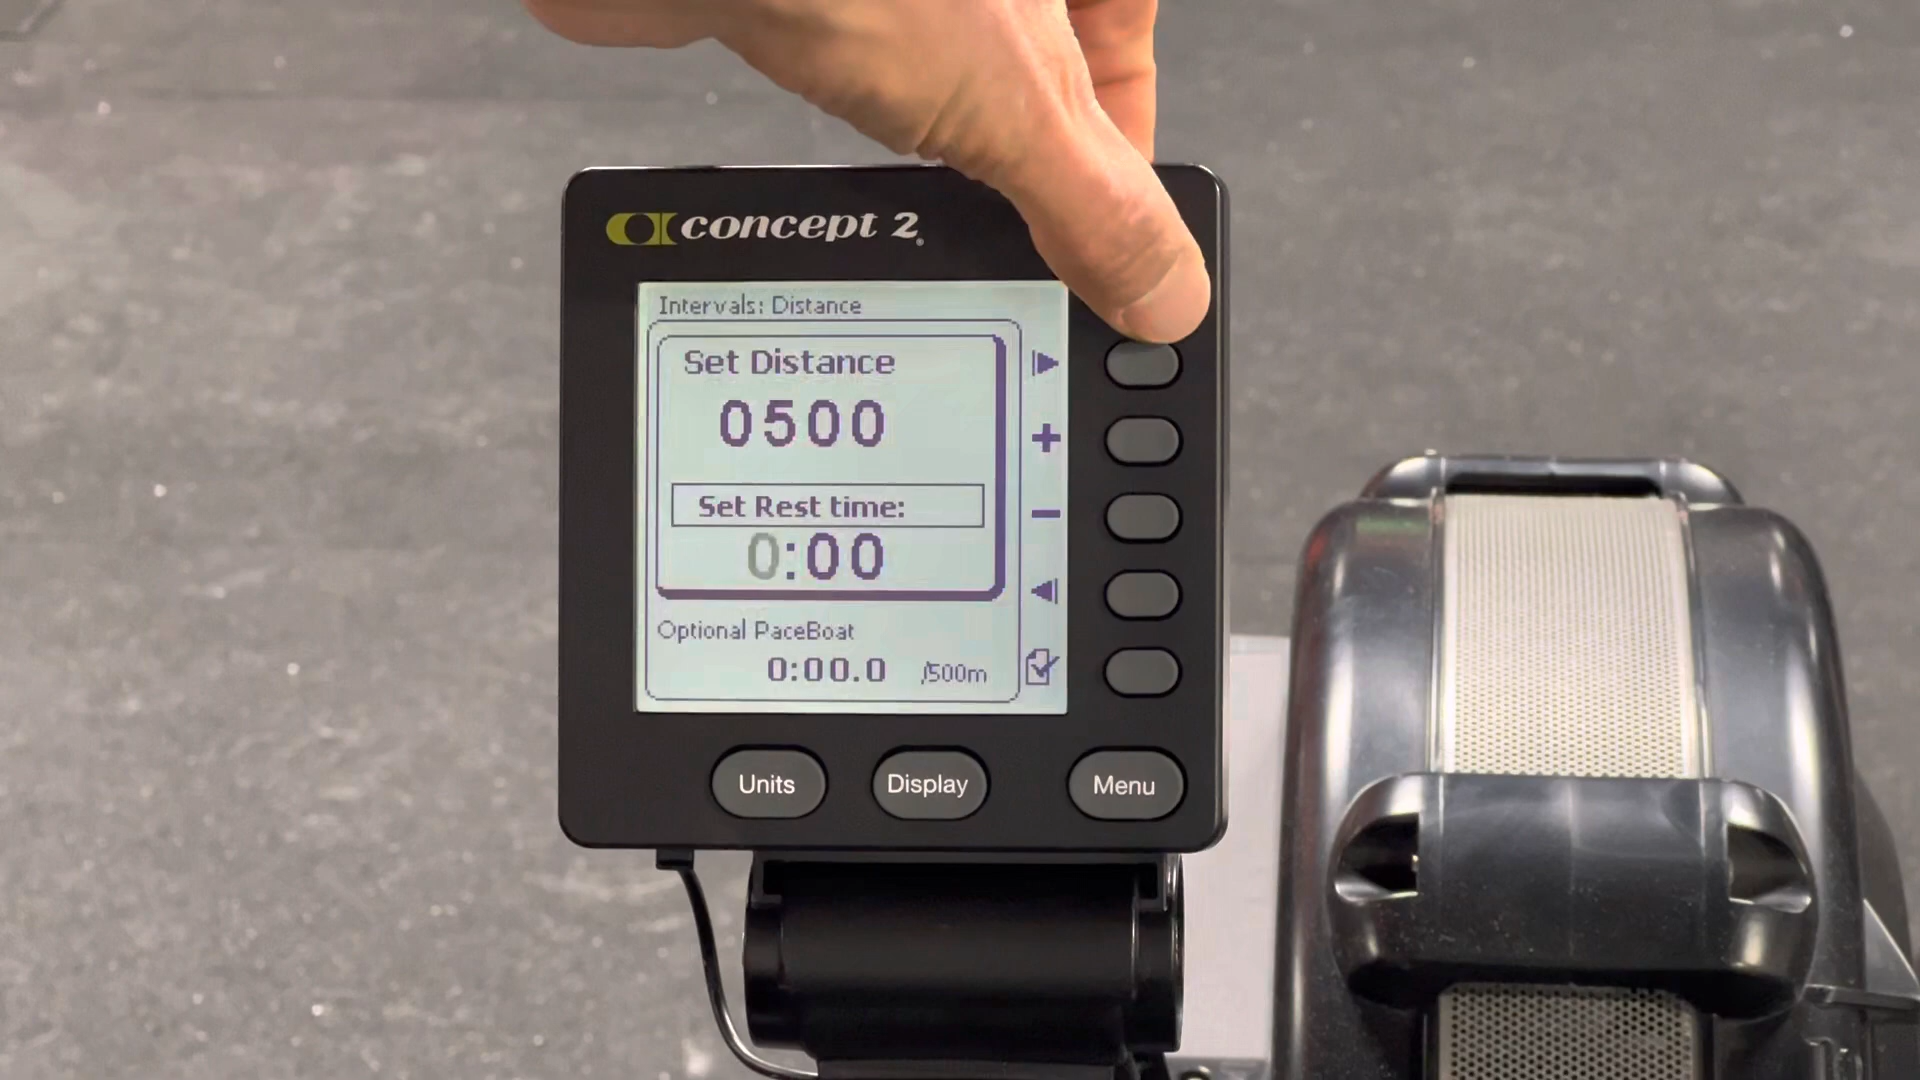 concept 2
Intervals: Distance
Set Distance
0500
Set Rest time:
0:00
Optional PaceBoat
0:00.0 /500m
Units Display Menu